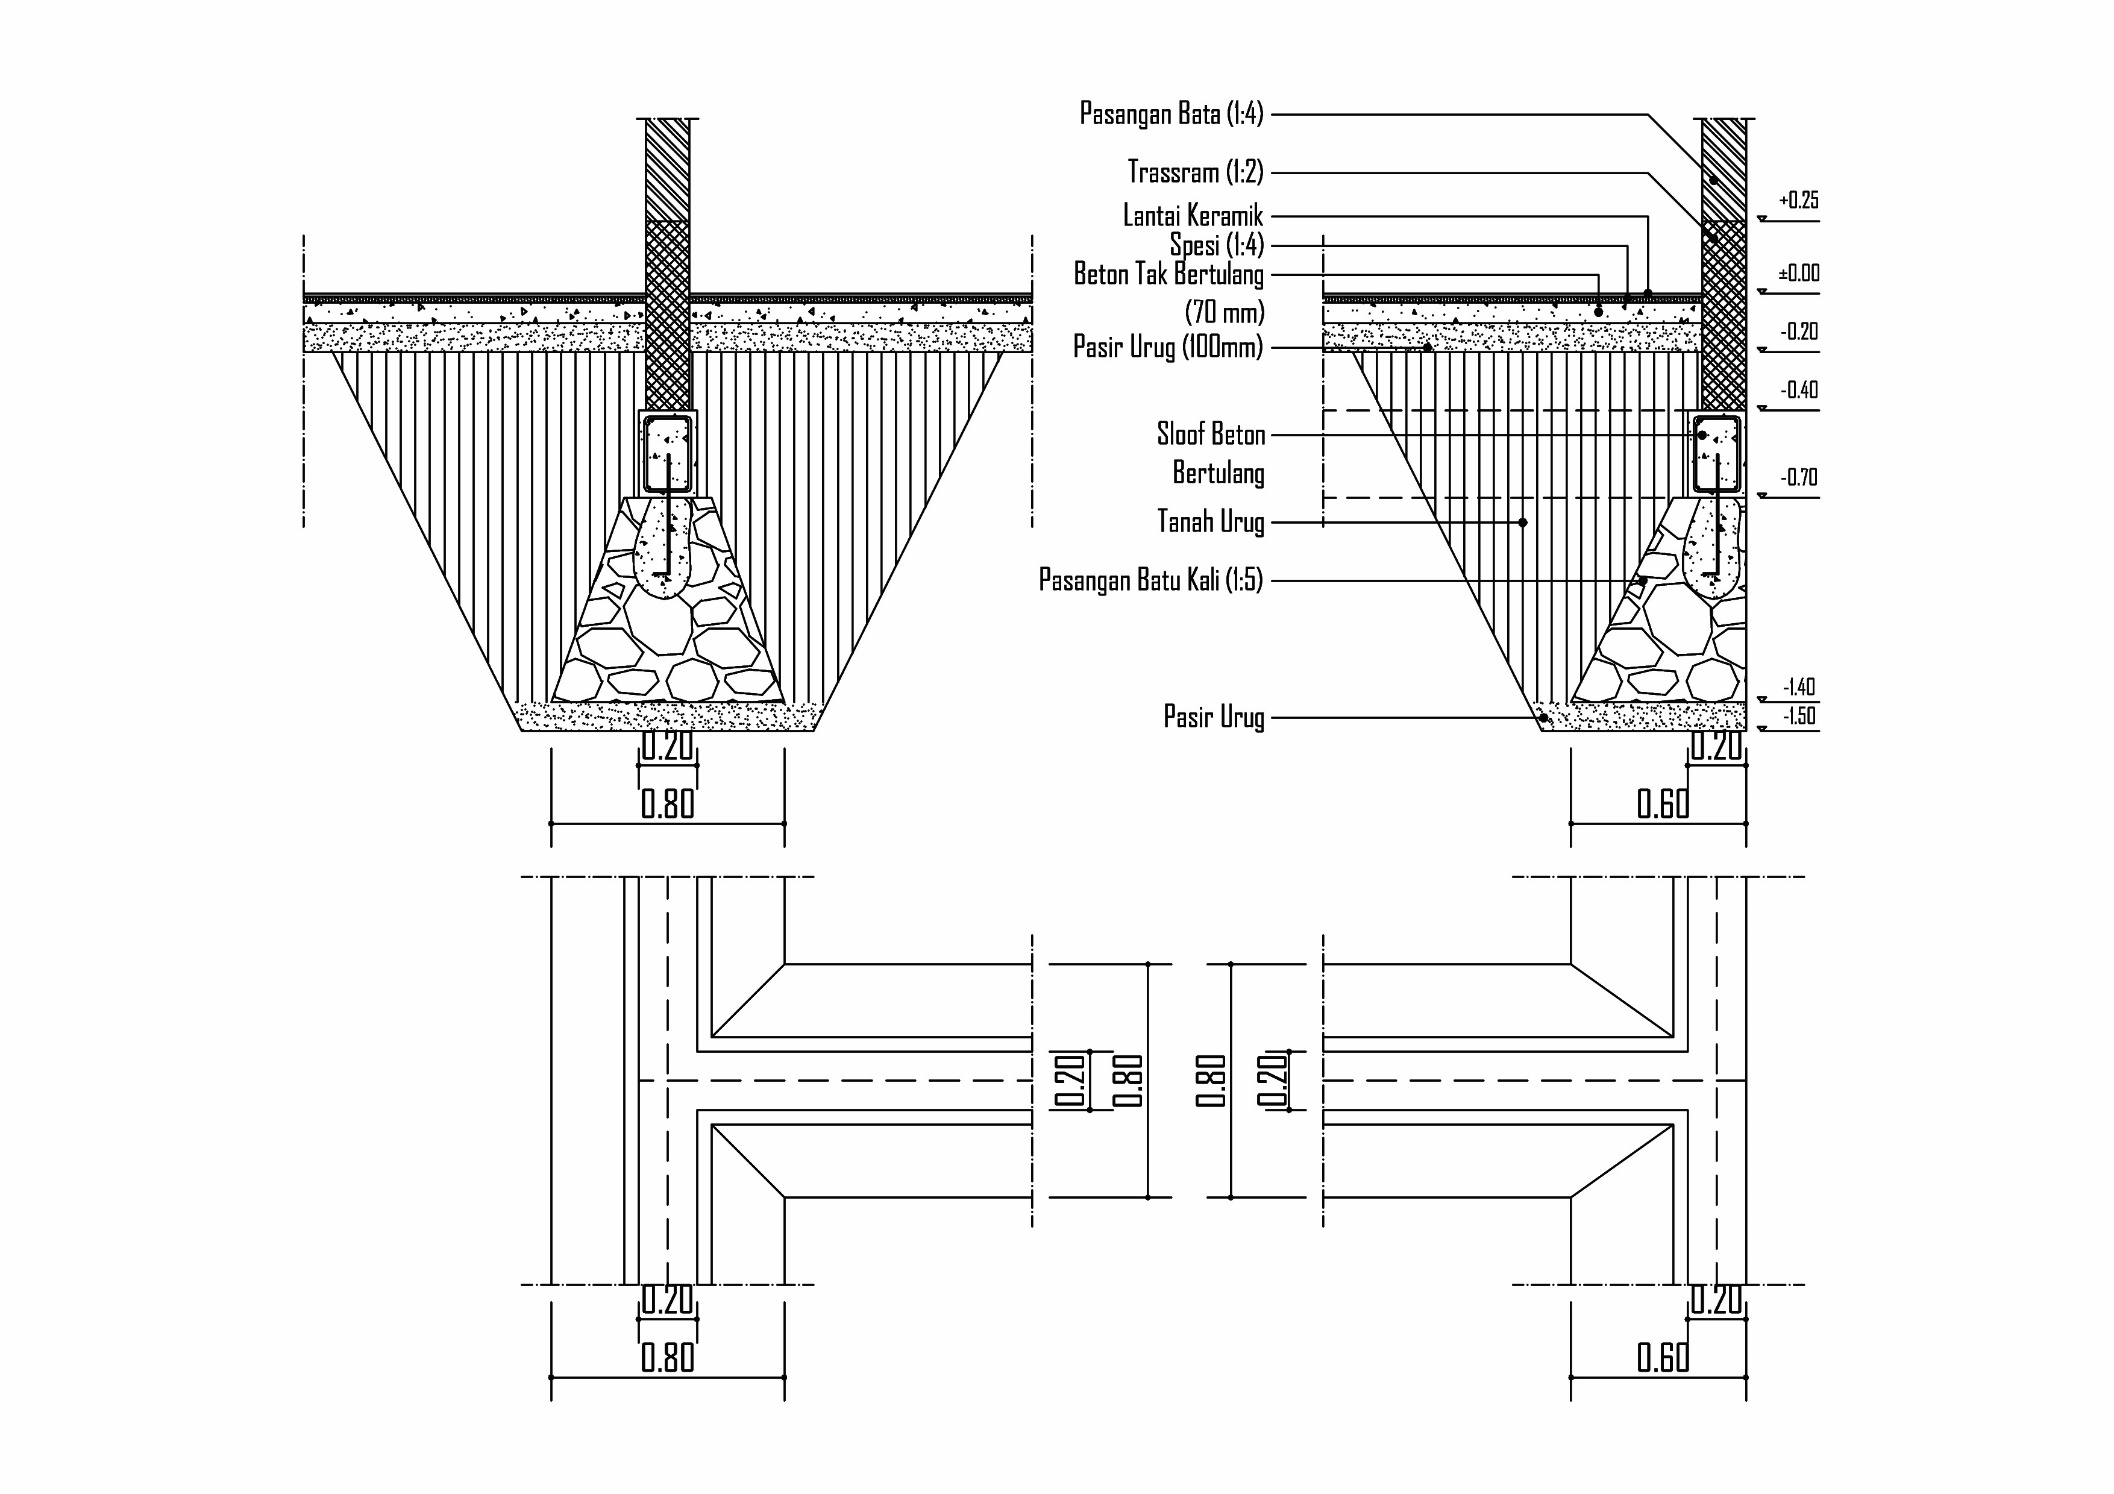 Pasangan Bata (1:4)
Trassram (1:2)
Lantai Keramik
Spesi (1:4)
Beton Tak Bertulang
(70 mm)
Pasir Urug (100mm)
Sloof Beton
Bertulang
Tanah Urug
Pasangan Batu Kali (1:5)
Pasir Urug
+0.25
±0.00
-0.20
-0.40
-0.70
-1.40
-1.50
0.20
0.80
0.20
0.60
0.20
0.80
0.80
0.20
0.20
0.80
0.20
0.60